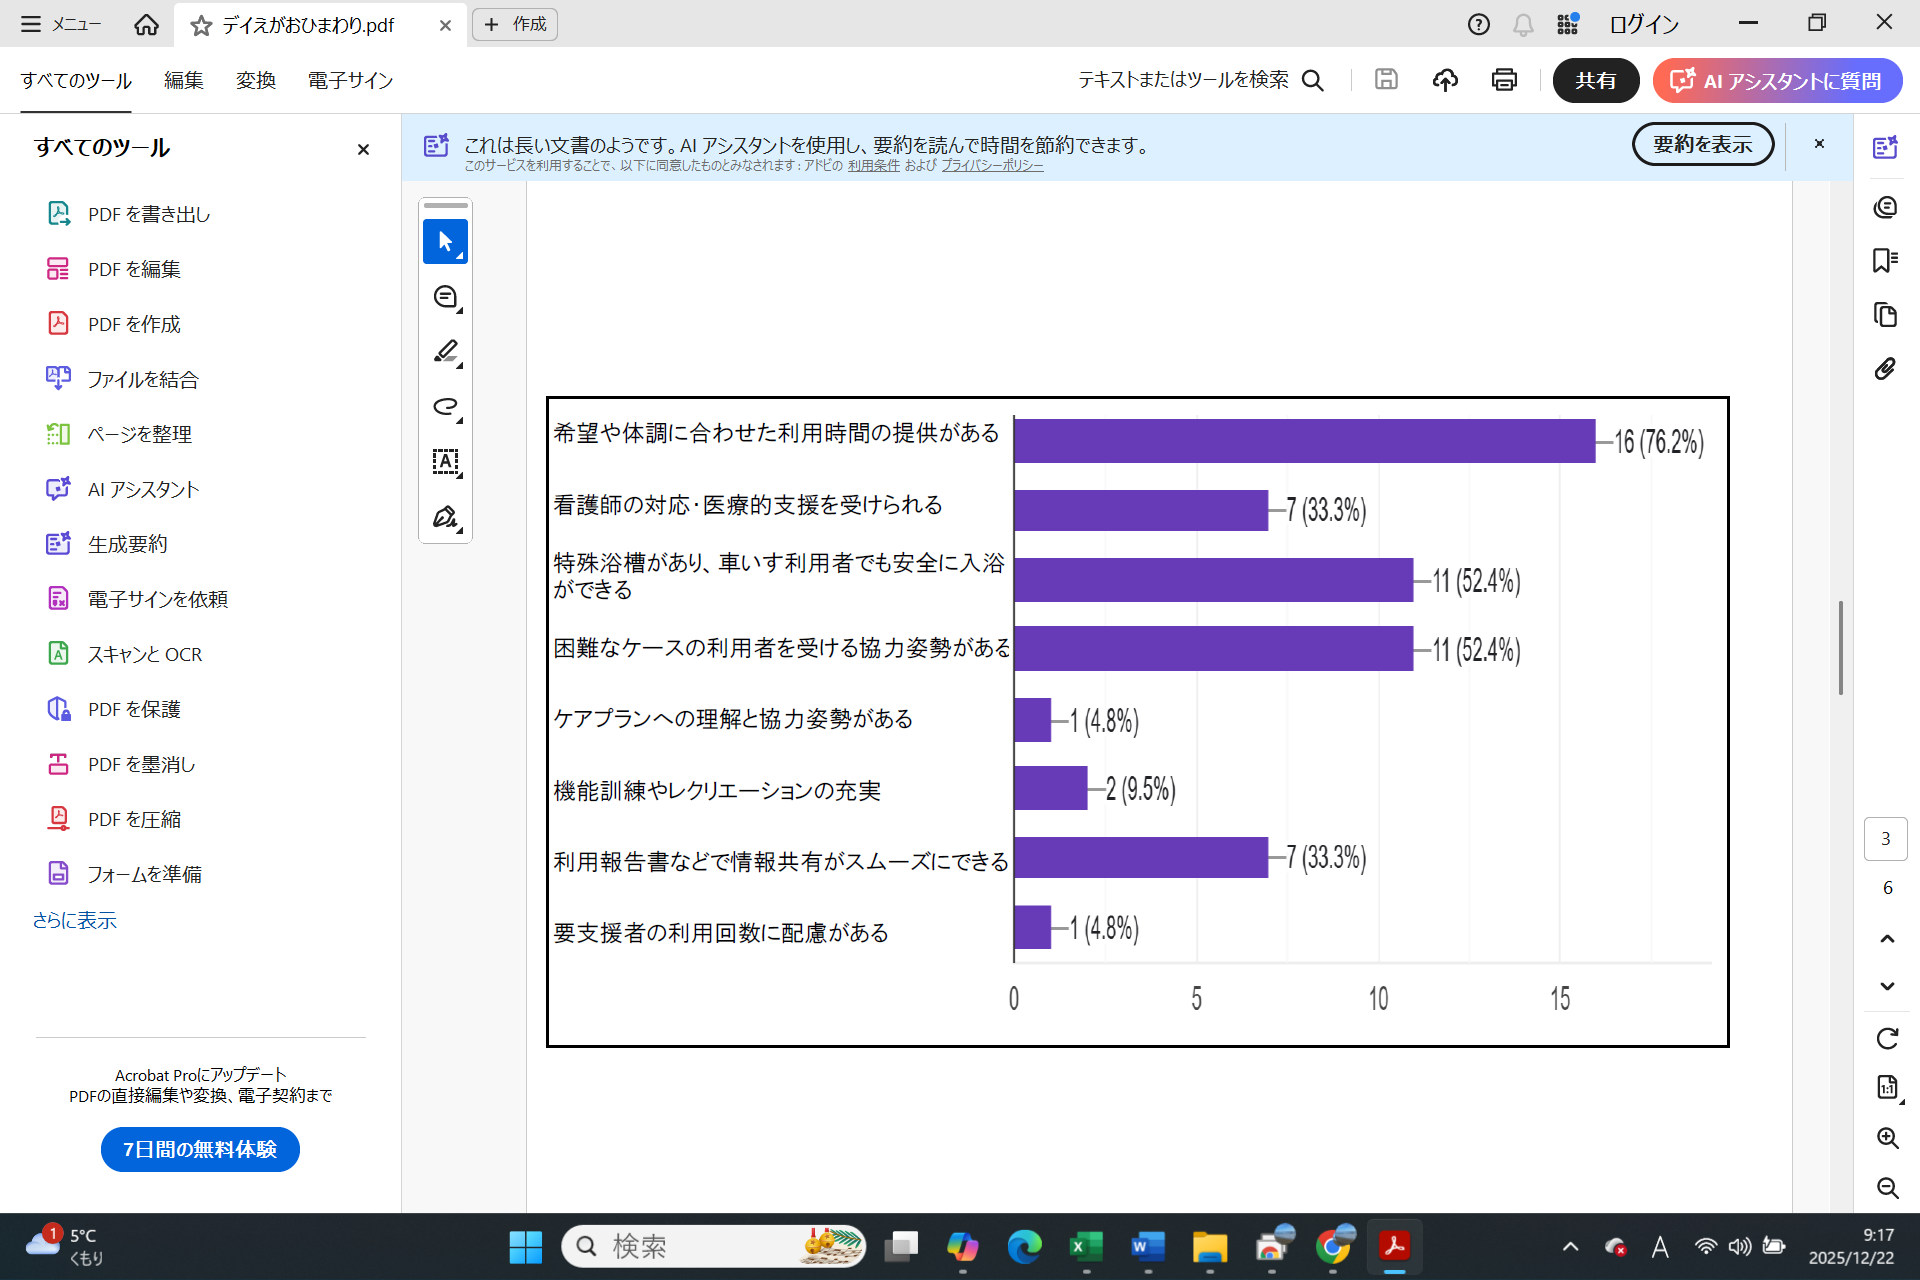 メニュー
デイえがおひまわり.pdf
作成
ログイン
すべてのツール
編集
変換
電子サイン
テキストまたはツールを検索
共有
AI アシスタントに質問
すべてのツール
PDF を書き出し
PDF を編集
PDF を作成
ファイルを結合
ページを整理
AI アシスタント
生成要約
電子サインを依頼
スキャンと OCR
PDF を保護
PDF を墨消し
PDF を圧縮
フォームを準備
さらに表示
Acrobat Proにアップデート
PDFの直接編集や変換、電子契約まで
7日間の無料体験
これは長い文書のようです。AI アシスタントを使用し、要約を読んで時間を節約できます。
このサービスを利用することで、以下に同意したものとみなされます : アドビの 利用条件 および プライバシーポリシー
要約を表示
希望や体調に合わせた利用時間の提供がある
16 (76.2%)
看護師の対応・医療的支援を受けられる
7 (33.3%)
特殊浴槽があり、車いす利用者でも安全に入浴
ができる
11 (52.4%)
困難なケースの利用者を受ける協力姿勢がある
11 (52.4%)
ケアプランへの理解と協力姿勢がある
1 (4.8%)
機能訓練やレクリエーションの充実
2 (9.5%)
利用報告書などで情報共有がスムーズにできる
7 (33.3%)
要支援者の利用回数に配慮がある
1 (4.8%)
0
5
10
15
3
6
1
5°C
くもり
検索
A
9:17
2025/12/22